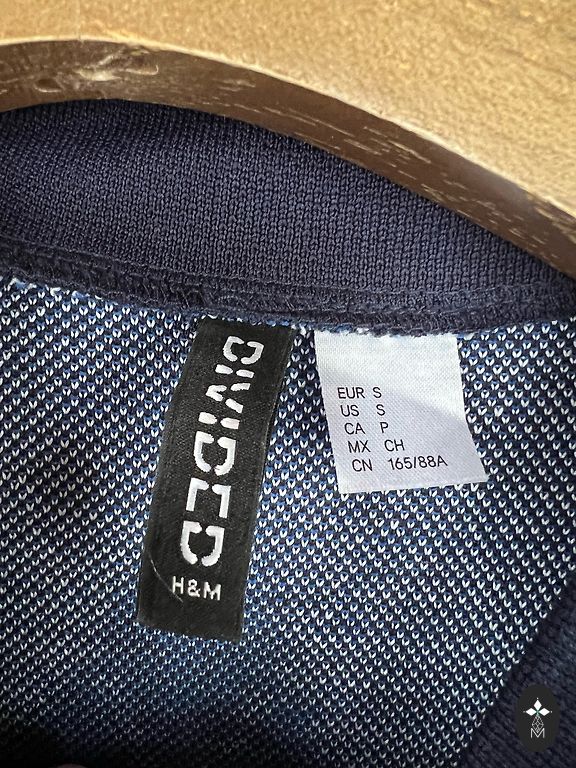 DIVIDED
H&M
EUR S
US S
CA P
MX CH
CN 165/88A
M